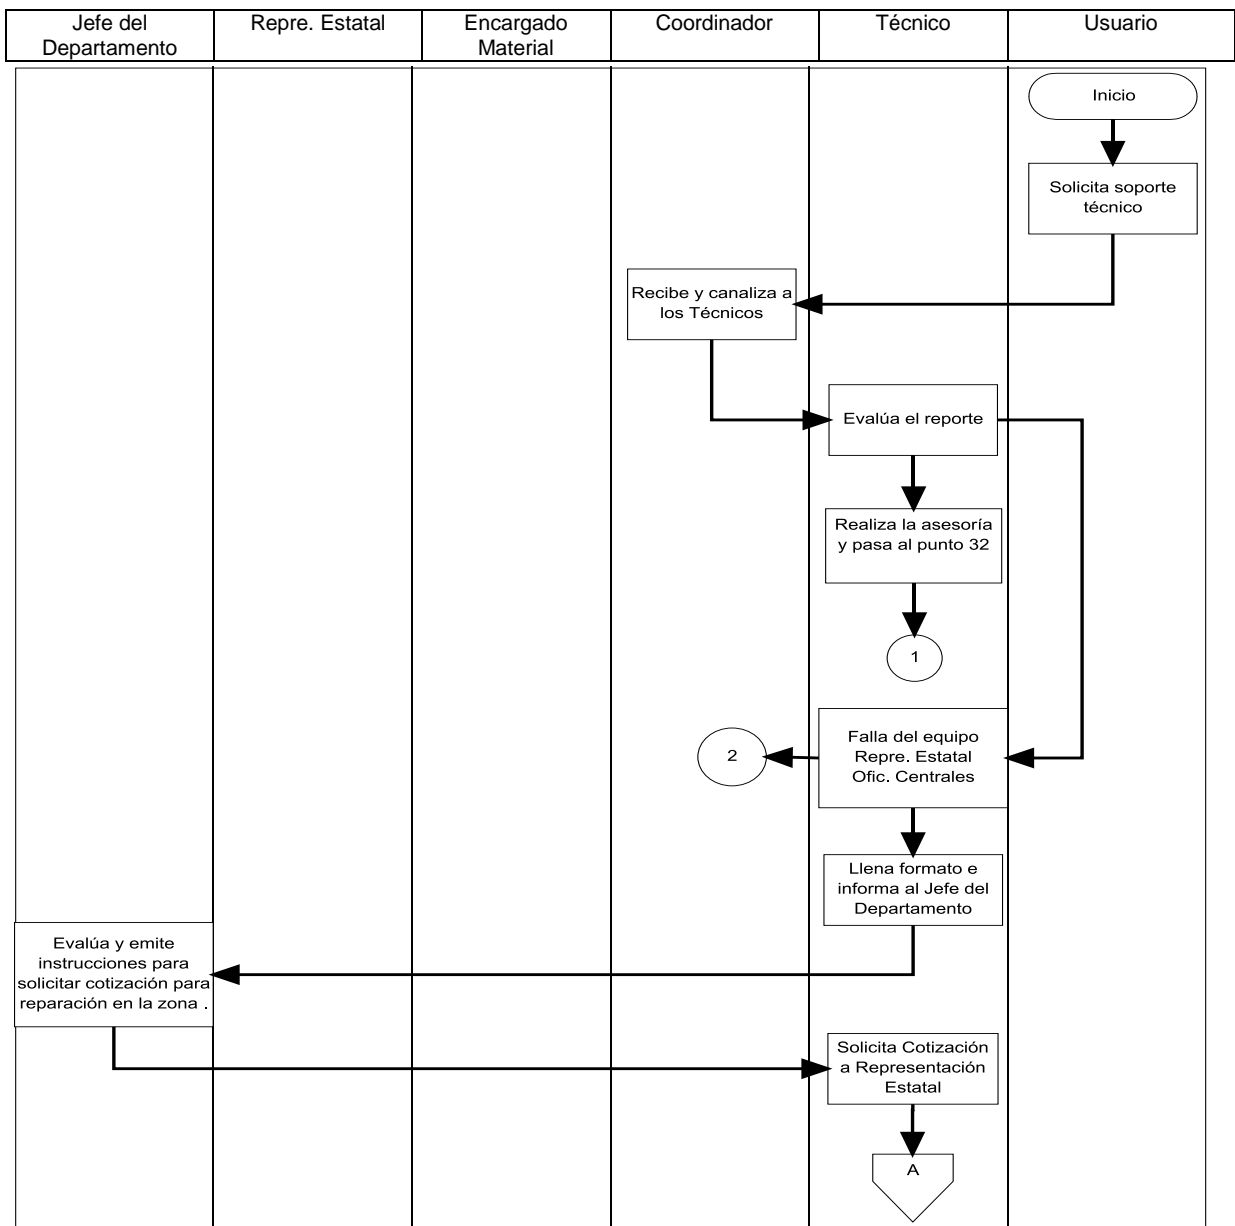 Jefe del
Departamento
Repre. Estatal
Encargado
Material
Coordinador
Técnico
Usuario
Inicio
Solicita soporte
técnico
Recibe y canaliza a
los Técnicos
Evalúa el reporte
Realiza la asesoría
y pasa al punto 32
1
Falla del equipo
Repre. Estatal
Ofic. Centrales
2
Llena formato e
informa al Jefe del
Departamento
Evalúa y emite
instrucciones para
solicitar cotización para
reparación en la zona .
Solicita Cotización
a Representación
Estatal
A